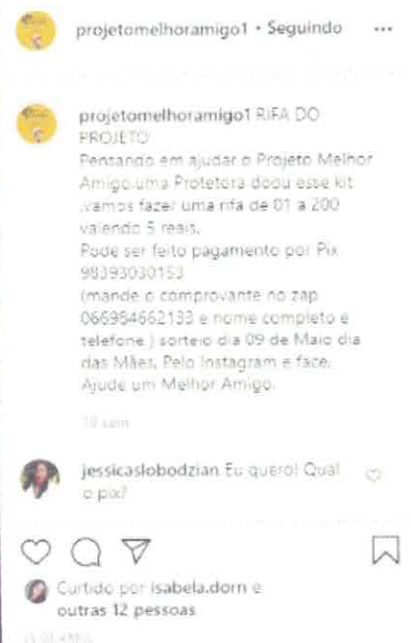 projetomelhoramigo1 • Seguindo
projetomelhoramigo1 RIFA DO
PROJETO
Pensando em ajudar o Projeto Melhor
Amigo,uma Protetora doou esse kit
,vamos fazer uma rifa de 01 a 200
valendo 5 reais.
Pode ser feito pagamento por Pix
98393030153
(mande o comprovante no zap
066984662133 e nome completo e
telefone ) sorteio dia 09 de Maio dia
das Mães. Pelo Instagram e face.
Ajude um Melhor Amigo.
sem
jessicaslobodzian Eu quero! Qual
o pix?
Curtido por isabela.dorn e
outras 12 pessoas